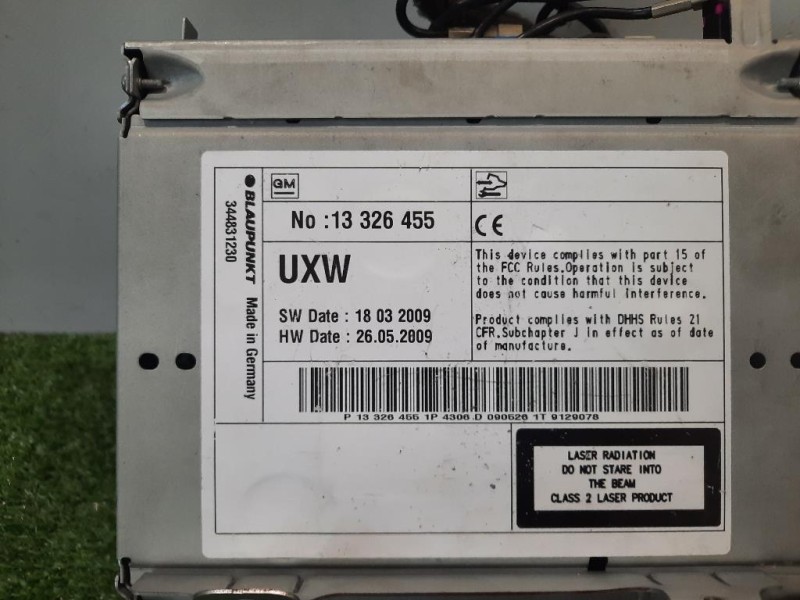 GM
No :13 326 455
UXW
SW Date : 18 03 2009
HW Date : 26.05.2009
CE
This device complies with part 15 of
the FCC Rules.Operation is subject
to the condition that this device
does not cause harmful interference.
Product complies with DHHS Rules 21
CFR.Subchapter J in effect as of date
of manufacture.
BLAUPUNKT Made in Germany
344831230
P 13 326 455 1P 4306 D 090526 1T 9129078
LASER RADIATION
DO NOT STARE INTO
THE BEAM
CLASS 2 LASER PRODUCT